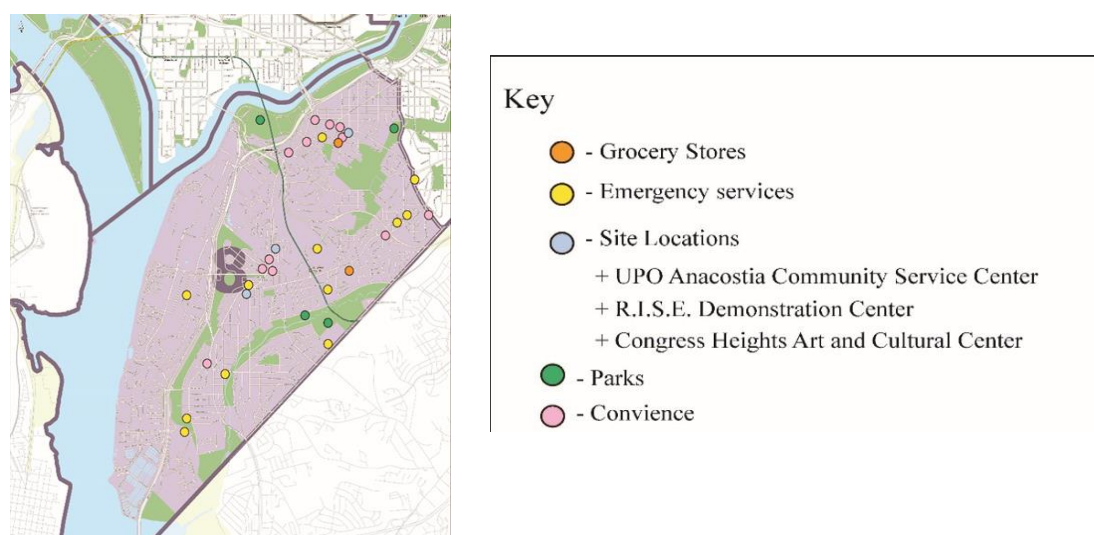 8
Key
- Grocery Stores
- Emergency services
- Site Locations
+ UPO Anacostia Community Service Center
+ R.I.S.E. Demonstration Center
+ Congress Heights Art and Cultural Center
- Parks
- Convience